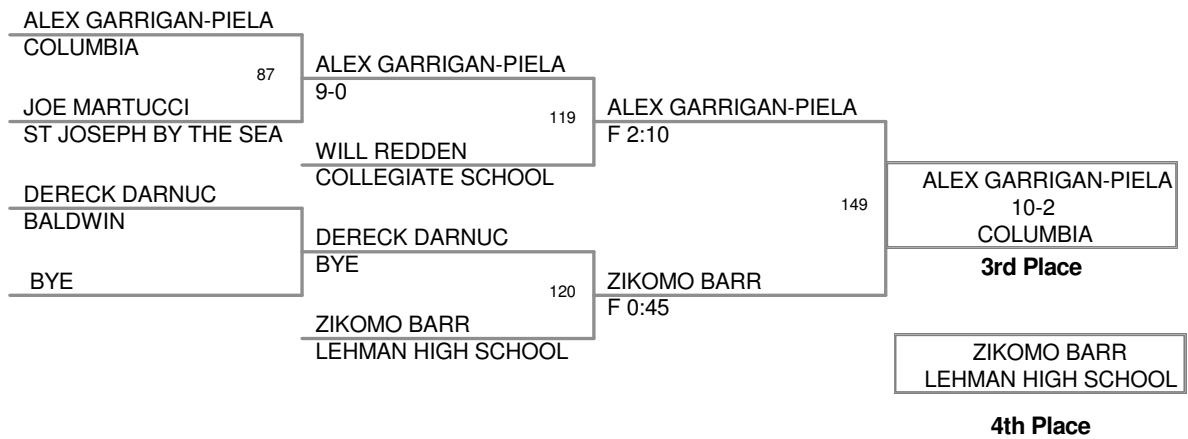 ALEX GARRIGAN-PIELA
COLUMBIA
87
JOE MARTUCCI
ST JOSEPH BY THE SEA
DERECK DARNUC
BALDWIN
BYE
ALEX GARRIGAN-PIELA
9-0
119
WILL REDDEN
COLLEGIATE SCHOOL
DERECK DARNUC
BYE
120
ZIKOMO BARR
LEHMAN HIGH SCHOOL
ALEX GARRIGAN-PIELA
F 2:10
149
ZIKOMO BARR
F 0:45
ALEX GARRIGAN-PIELA
10-2
COLUMBIA
3rd Place
ZIKOMO BARR
LEHMAN HIGH SCHOOL
4th Place